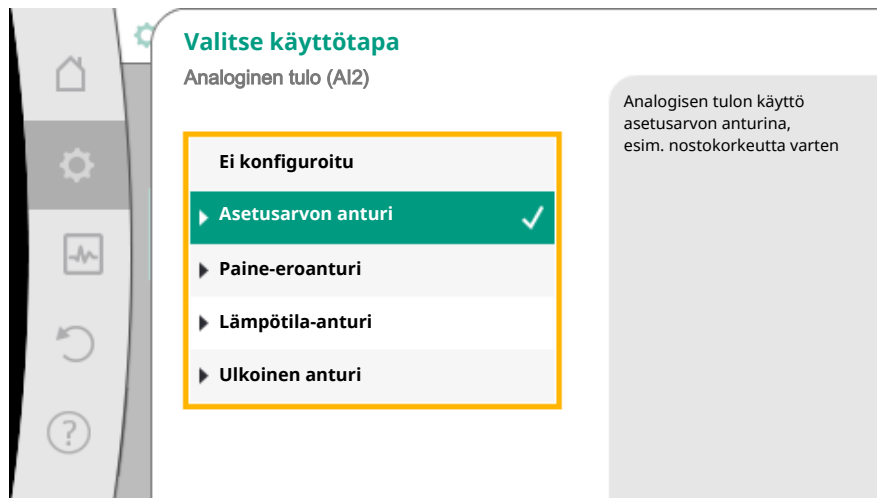 Valitse käyttötapa
Analoginen tulo (AI2)
Ei konfiguroitu
Asetusarvon anturi
Paine-eroanturi
Lämpötila-anturi
Ulkoinen anturi
Analogisen tulon käyttö
asetusarvon anturina,
esim. nostokorkeutta varten
?